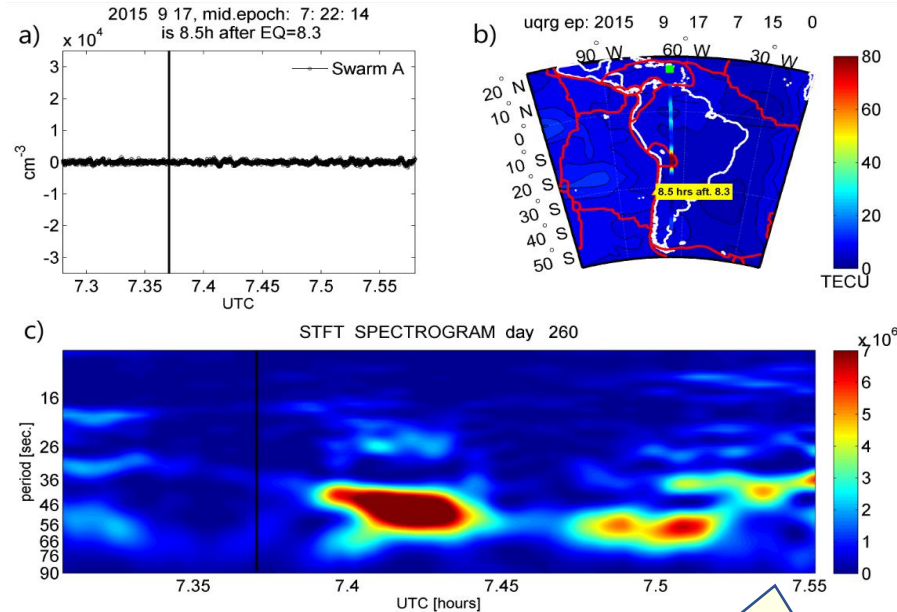 2015 9 17, mid.epoch: 7: 22: 14
is 8.5h after EQ=8.3
a)
x 10^4
3
2
1
0
-1
-2
-3
cm^-3
Swarm A
7.3 7.35 7.4 7.45 7.5 7.55
UTC
b)
uqrg ep: 2015 9 17 7 15 0
90° W 60° W 30° W
20° N
10° N
0°
10° S
20° S
30° S
40° S
50° S
8.5 hrs aft. 8.3
80
60
40
20
0
TECU
c)
STFT SPECTROGRAM day 260
period [sec.]
16
26
36
46
56
66
76
90
7.35 7.4 7.45 7.5 7.55
UTC [hours]
x 10^6
7
6
5
4
3
2
1
0